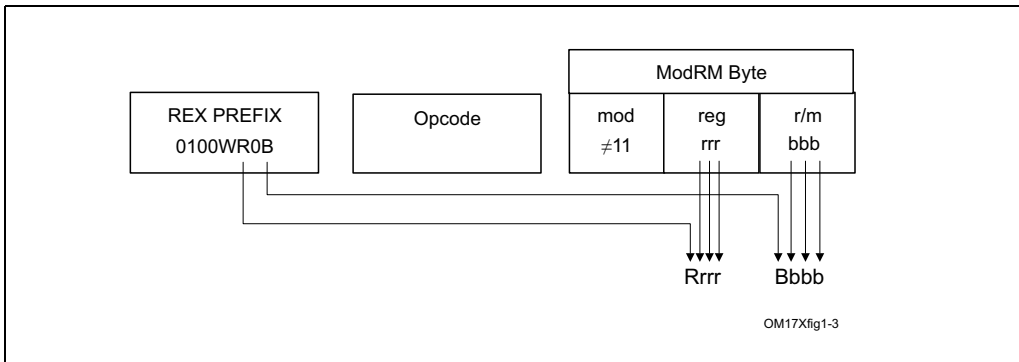 ModRM Byte
REX PREFIX
0100WR0B
Opcode
mod
≠11
reg
rrr
r/m
bbb
Rrrr
Bbbb
OM17Xfig1-3